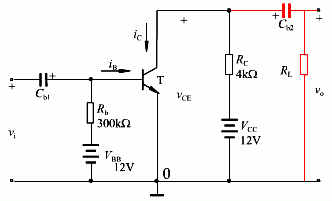 +
i_C
+
C_b2
+
+
C_b1
+
i_B
T
R_C
4kΩ
R_L
R_b
300kΩ
v_CE
v_i
v_o
V_CC
12V
V_BB
12V
0